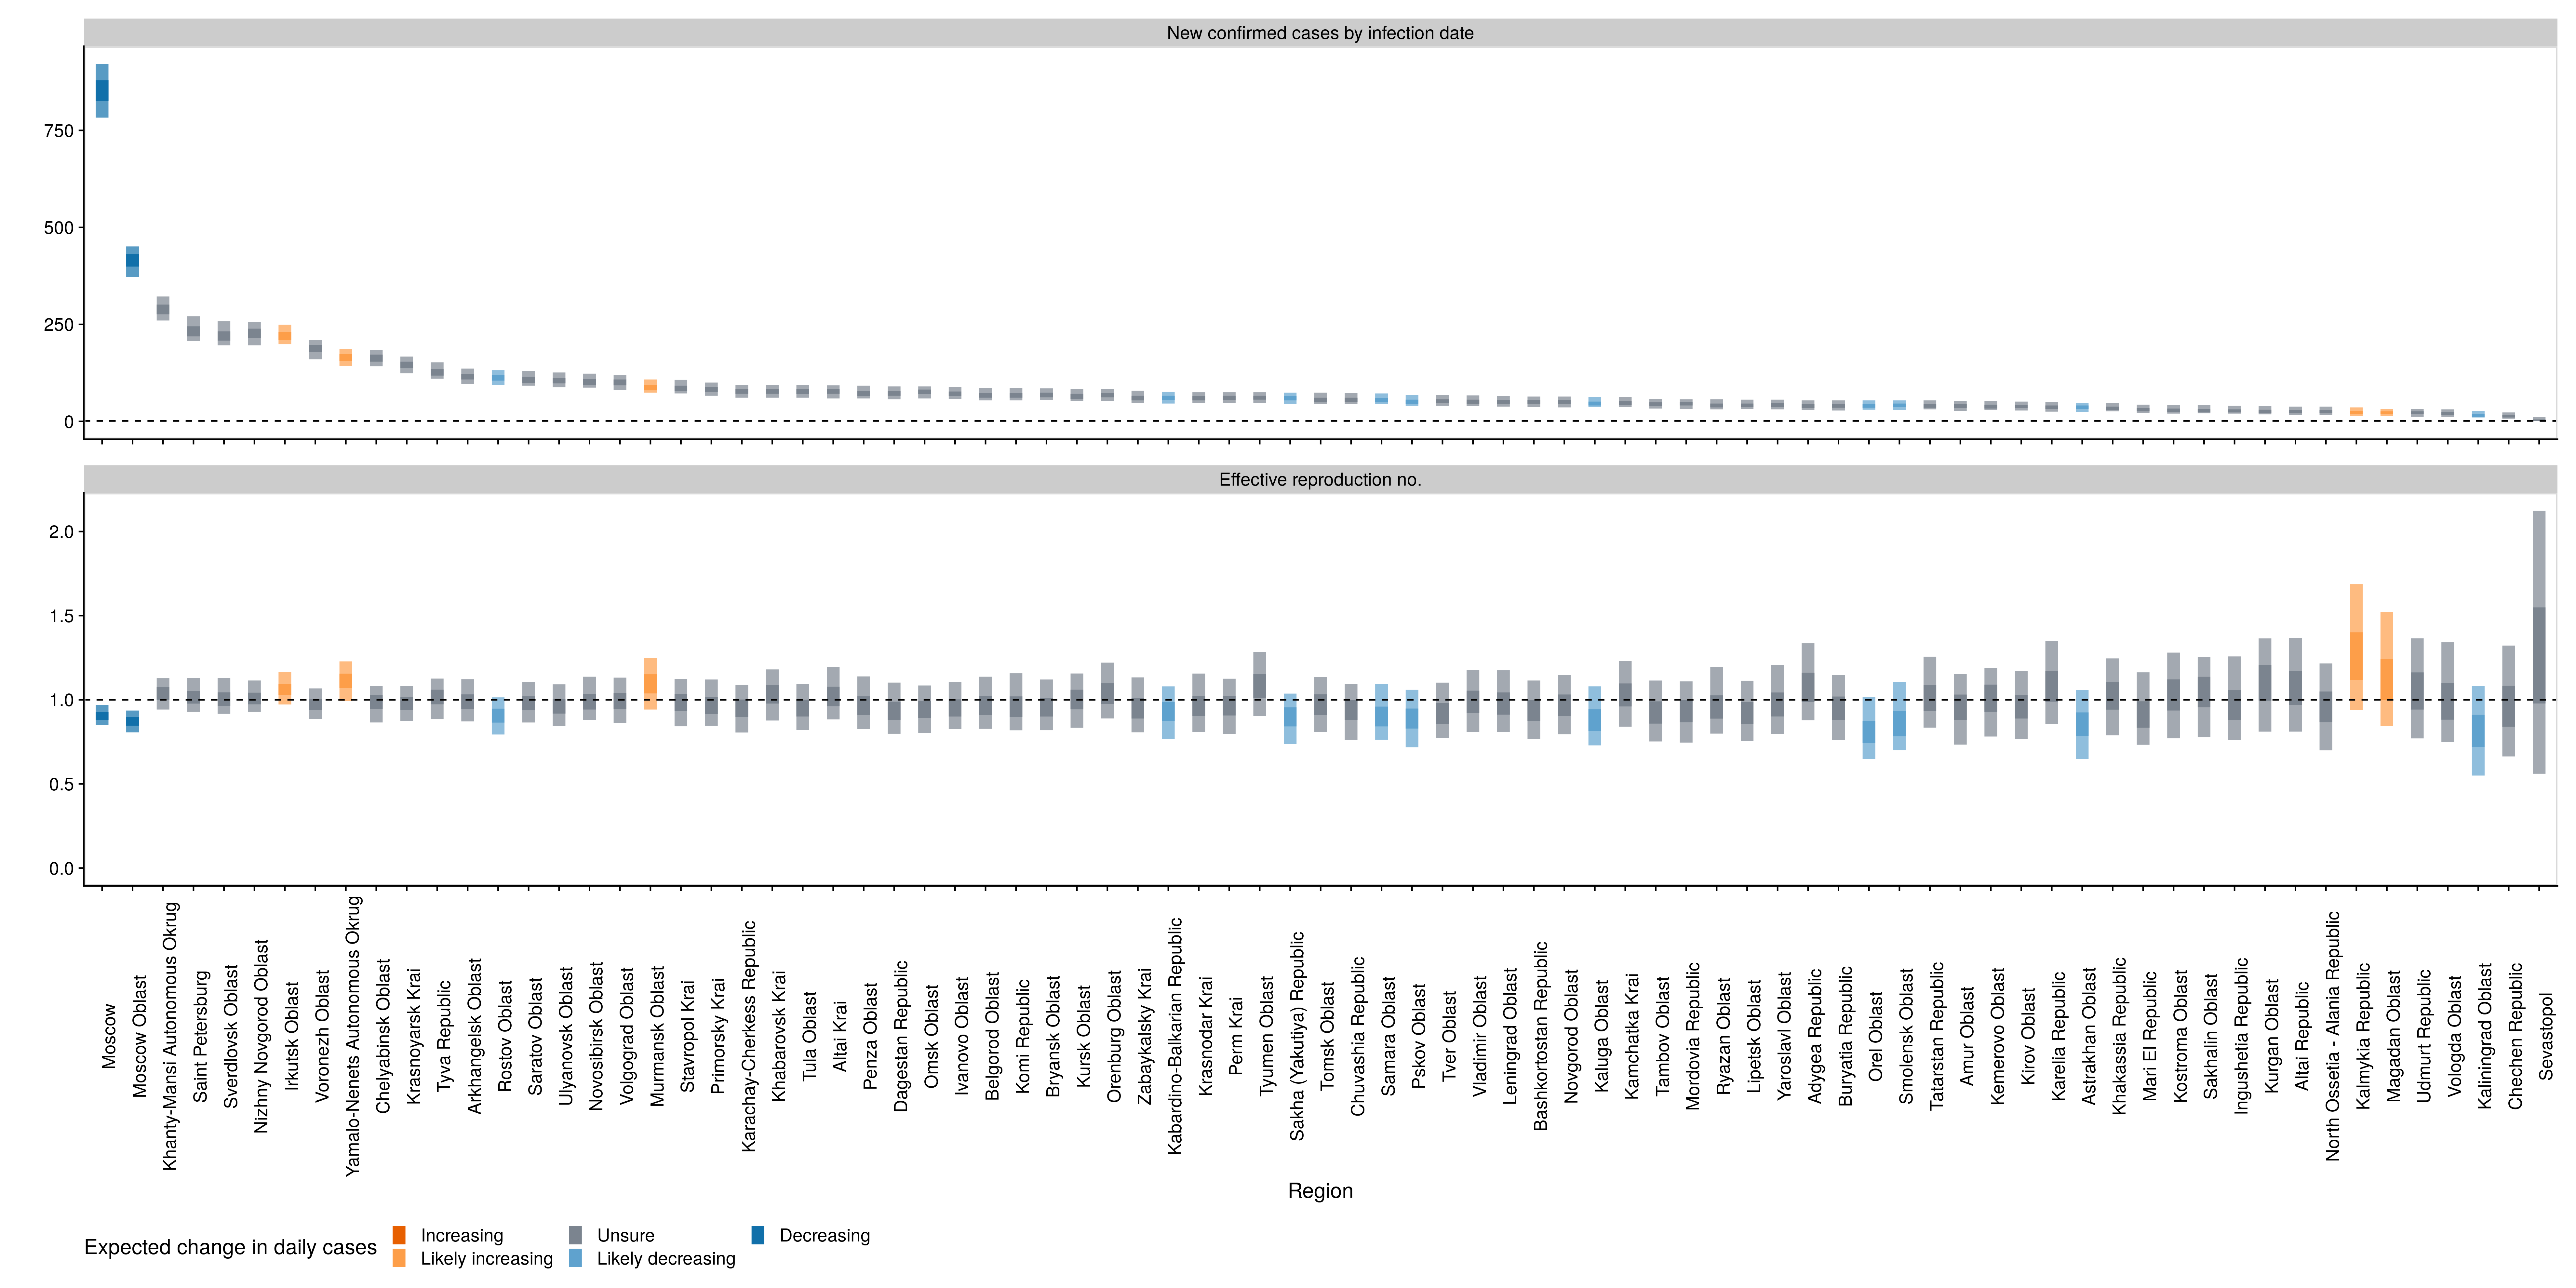 New confirmed cases by infection date
750
500
250
0
Effective reproduction no.
2.0
1.5
1.0
0.5
0.0
Moscow
Moscow Oblast
Khanty-Mansi Autonomous Okrug
Saint Petersburg
Sverdlovsk Oblast
Nizhny Novgorod Oblast
Irkutsk Oblast
Voronezh Oblast
Yamalo-Nenets Autonomous Okrug
Chelyabinsk Oblast
Krasnoyarsk Krai
Tyva Republic
Arkhangelsk Oblast
Rostov Oblast
Saratov Oblast
Ulyanovsk Oblast
Novosibirsk Oblast
Volgograd Oblast
Murmansk Oblast
Stavropol Krai
Primorsky Krai
Karachay-Cherkess Republic
Khabarovsk Krai
Tula Oblast
Altai Krai
Penza Oblast
Dagestan Republic
Omsk Oblast
Ivanovo Oblast
Belgorod Oblast
Komi Republic
Bryansk Oblast
Kursk Oblast
Orenburg Oblast
Zabaykalsky Krai
Kabardino-Balkarian Republic
Krasnodar Krai
Perm Krai
Tyumen Oblast
Sakha (Yakutiya) Republic
Tomsk Oblast
Chuvashia Republic
Samara Oblast
Pskov Oblast
Tver Oblast
Vladimir Oblast
Leningrad Oblast
Bashkortostan Republic
Novgorod Oblast
Kaluga Oblast
Kamchatka Krai
Tambov Oblast
Mordovia Republic
Ryazan Oblast
Lipetsk Oblast
Yaroslavl Oblast
Adygea Republic
Buryatia Republic
Orel Oblast
Smolensk Oblast
Tatarstan Republic
Amur Oblast
Kemerovo Oblast
Kirov Oblast
Karelia Republic
Astrakhan Oblast
Khakassia Republic
Mari El Republic
Kostroma Oblast
Sakhalin Oblast
Ingushetia Republic
Kurgan Oblast
Altai Republic
North Ossetia - Alania Republic
Kalmykia Republic
Magadan Oblast
Udmurt Republic
Vologda Oblast
Kaliningrad Oblast
Chechen Republic
Sevastopol
Region
Expected change in daily cases
Increasing
Likely increasing
Unsure
Likely decreasing
Decreasing